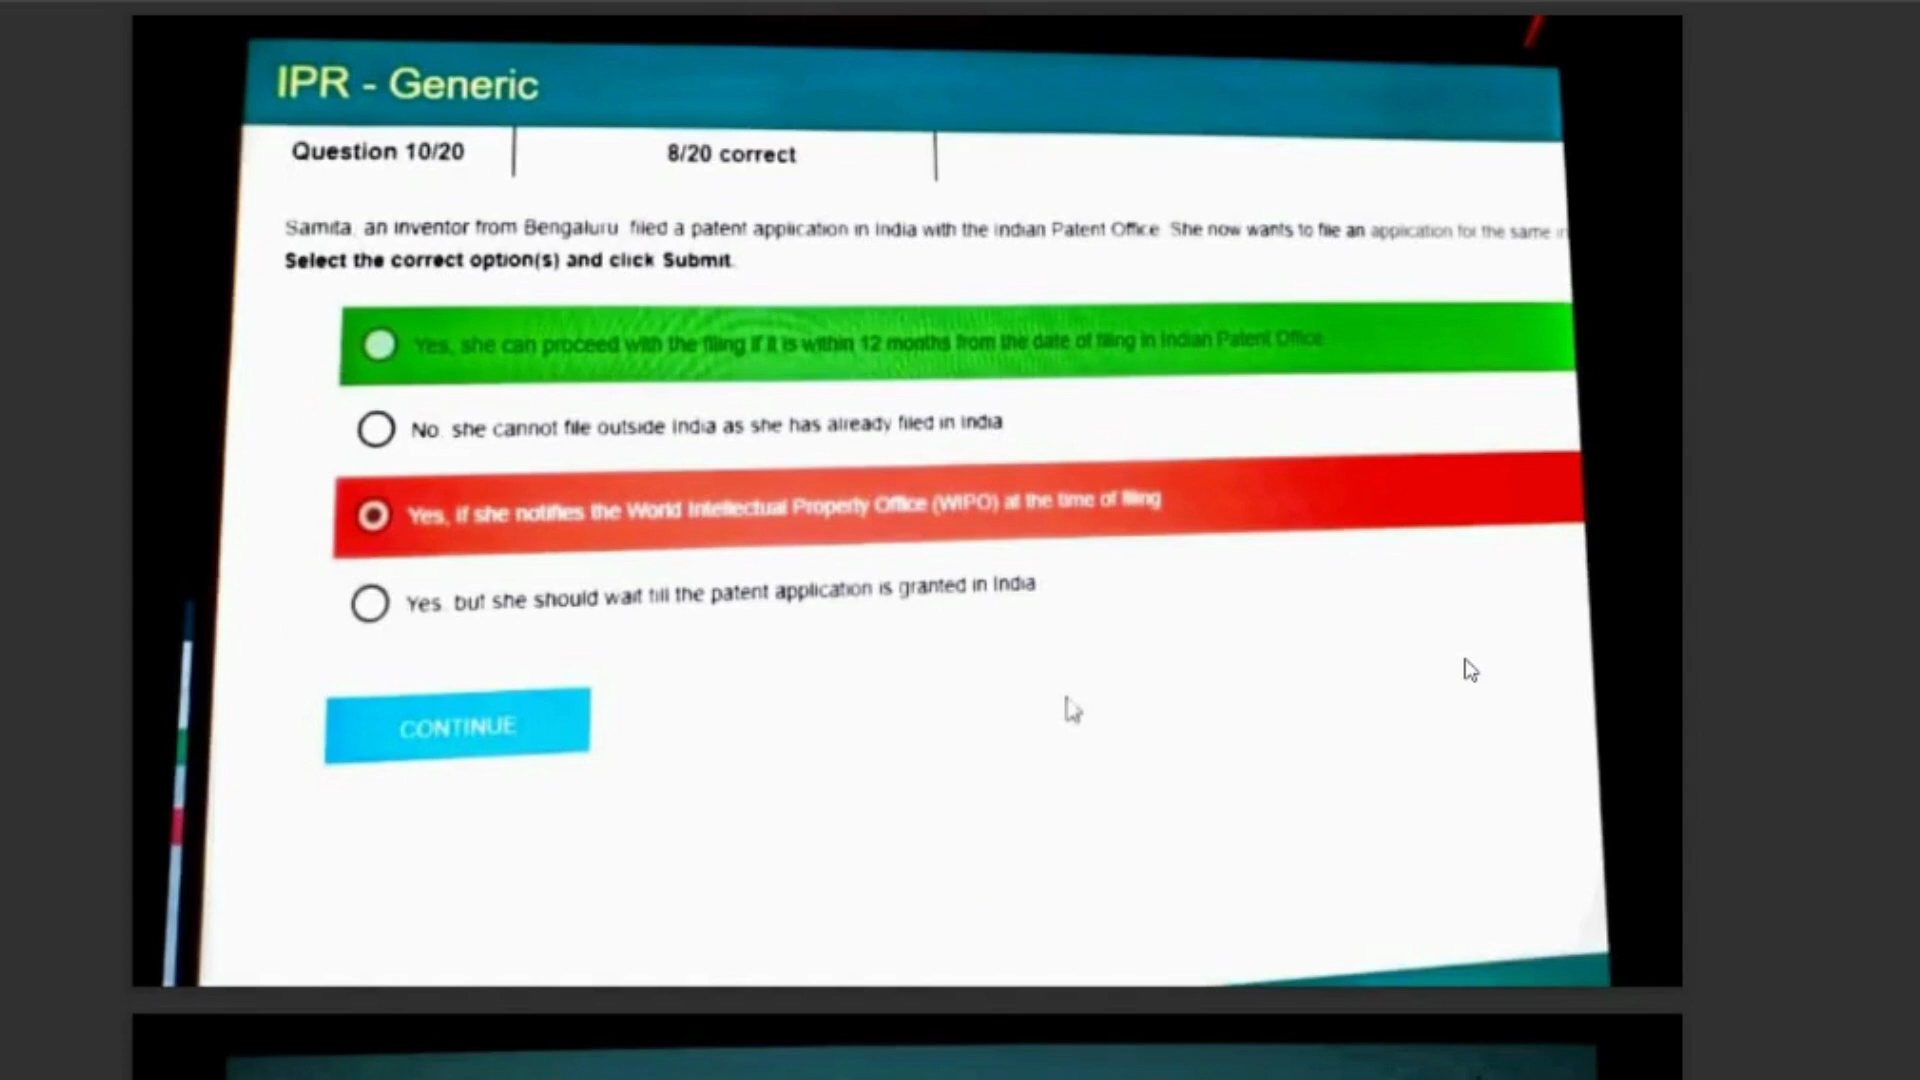 IPR - Generic
Question 10/20
8/20 correct
Samita, an inventor from Bengaluru filed a patent application in India with the Indian Patent Office She now wants to file an application for the same
Select the correct option(s) and click Submit.
Yes, she can proceed with the filing if it is within 12 months from the date of filing in Indian Patent Office
No, she cannot file outside India as she has already filed in India
Yes, if she notifies the World Intellectual Property Office (WIPO) at the time of filing
Yes, but she should wait till the patent application is granted in India
CONTINUE